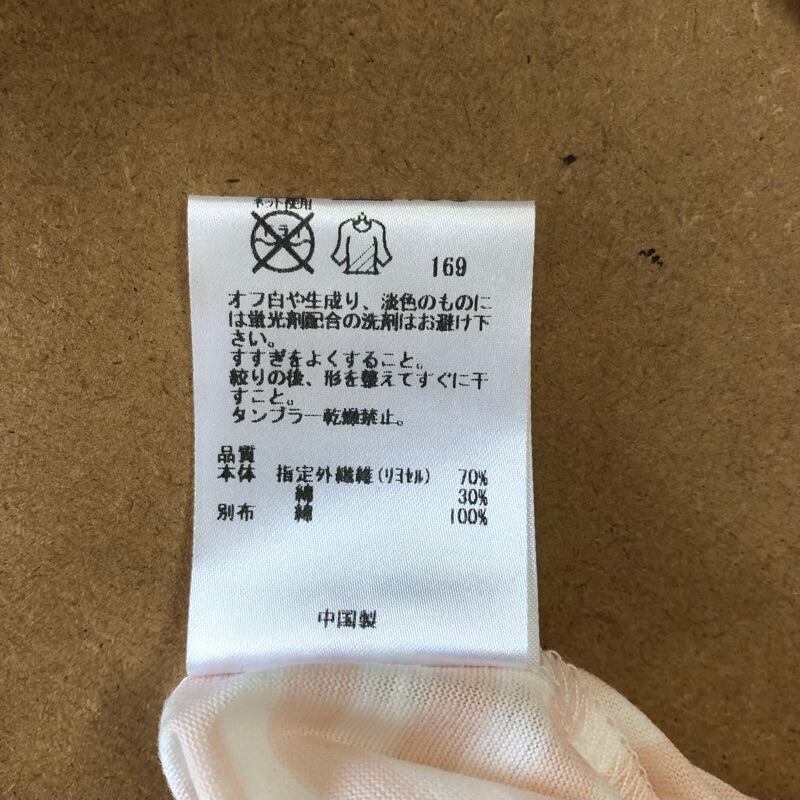 ネット使用
ドライ
169
オフ白や生成り、淡色のものに
は蛍光剤配合の洗剤はお避け下
さい。
すすぎをよくすること。
絞りの後、形を整えてすぐに干
すこと。
タンブラー乾燥禁止。
品質
本体 指定外繊維(リヨセル) 70%
綿 30%
別布 綿 100%
中国製